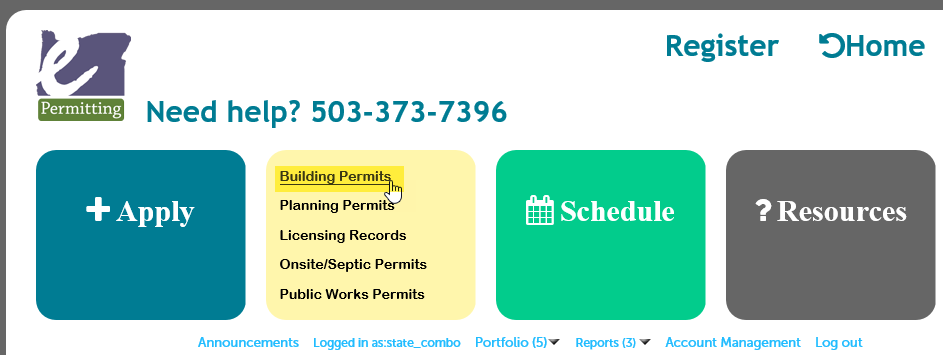 Register Home
e
Permitting
Need help? 503-373-7396
+ Apply
Building Permits
Planning Permits
Licensing Records
Onsite/Septic Permits
Public Works Permits
Schedule
? Resources
Announcements Logged in as:state_combo Portfolio (5) Reports (3) Account Management Log out